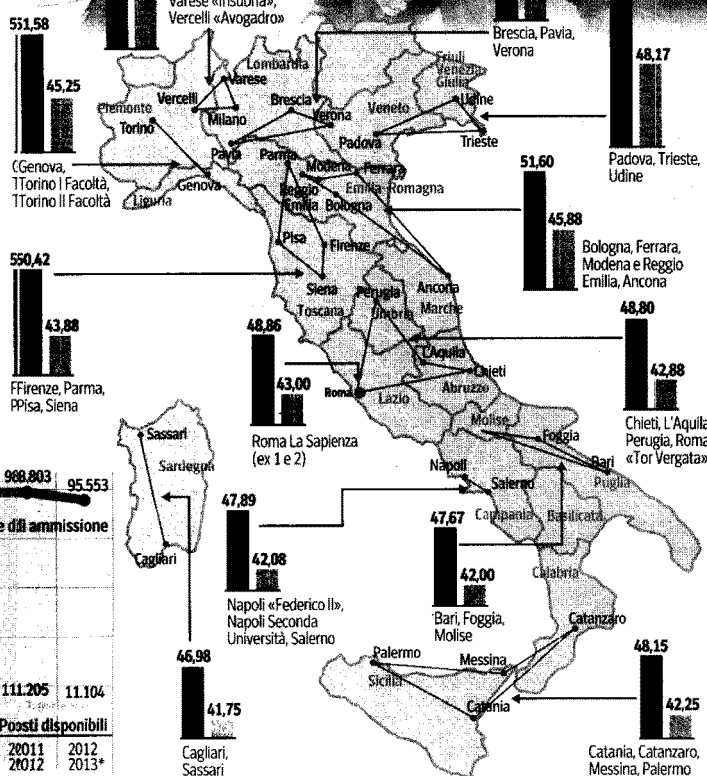 Varese «Insubria»,
Vercelli «Avogadro»
551,58
45,25
(Genova,
TTorino I Facoltà,
TTorino II Facoltà
Brescia, Pavia,
Verona
48,17
Padova, Trieste,
Udine
51,60
45,88
Bologna, Ferrara,
Modena e Reggio
Emilia, Ancona
550,42
43,88
FFirenze, Parma,
PPisa, Siena
48,86
43,00
Roma La Sapienza
(ex 1 e 2)
48,80
42,88
Chieti, L'Aquila
Perugia, Roma
«Tor Vergata»
47,89
42,08
Napoli «Federico II»,
Napoli Seconda
Università, Salerno
47,67
42,00
Bari, Foggia,
Molise
46,98
41,75
Cagliari,
Sassari
48,15
42,25
Catania, Catanzaro,
Messina, Palermo
Lombardia
Varese
Friuli
Venezia
Giulia
Piemonte
Vercelli
Milano
Brescia
Verona
Veneto
Udine
Torino
Padova
Trieste
Pavia
Parma
Modena
Ferrara
Genova
Reggio
Emilia
Emilia-Romagna
Liguria
Bologna
Pisa
Firenze
Siena
Toscana
Perugia
Umbria
Ancona
Marche
L'Aquila
Chieti
Abruzzo
Roma
Lazio
Molise
Foggia
Bari
Puglia
Sassari
Sardegna
Cagliari
Napoli
Salerno
Campania
Basilicata
Calabria
Catanzaro
Palermo
Messina
Sicilia
Catania
988.803
95.553
e dli ammissione
111.205
11.104
Posti disponibili
20011
2012
2012
2013*